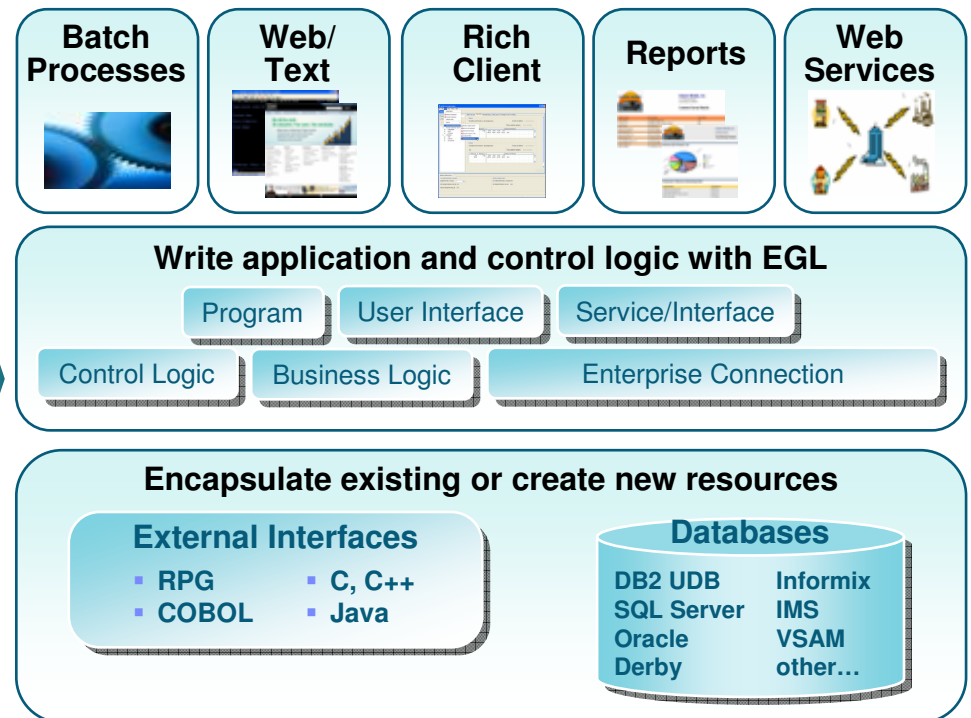 Batch
Processes
Web/
Text
Rich
Client
Reports
Web
Services
Write application and control logic with EGL
Program
User Interface
Service/Interface
Control Logic
Business Logic
Enterprise Connection
Encapsulate existing or create new resources
External Interfaces
▪ RPG
▪ C, C++
▪ COBOL
▪ Java
Databases
DB2 UDB
Informix
SQL Server
IMS
Oracle
VSAM
Derby
other…